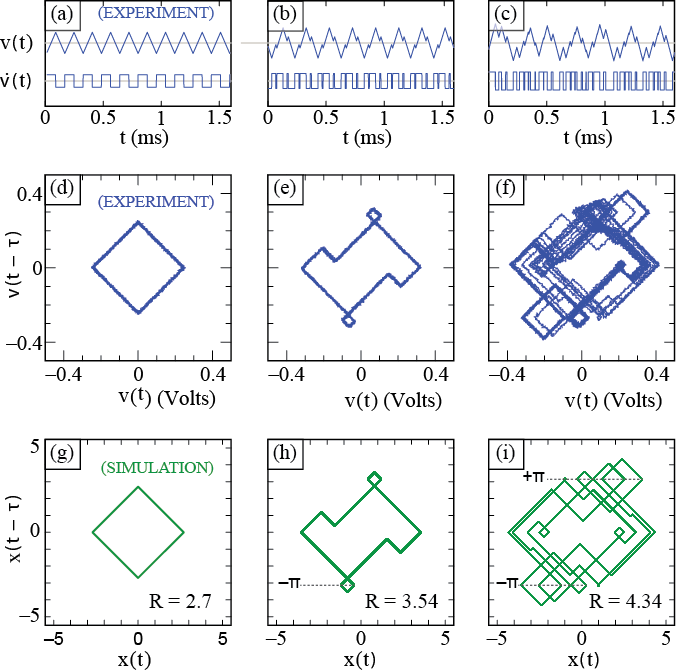 (a) (EXPERIMENT) (b) (c)
v(t)
v̇(t)
0 0.5 1 1.5 0 0.5 1 1.5 0 0.5 1 1.5
t (ms) t (ms) t (ms)
(d) (EXPERIMENT) (e) (f)
0.4
v(t − τ)
0
−0.4
−0.4 0 0.4 −0.4 0 0.4 −0.4 0 0.4
v(t) (Volts) v(t) (Volts) v(t) (Volts)
(g) (SIMULATION) (h) (i)
5
+π
x(t − τ)
0
−π −π
R = 2.7 R = 3.54 R = 4.34
−5
−5 0 5 −5 0 5 −5 0 5
x(t) x(t) x(t)